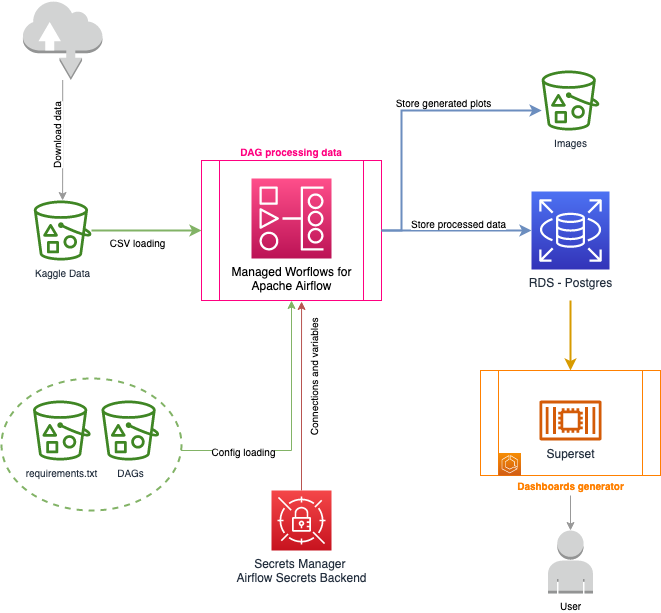 Download data
Store generated plots
Images
DAG processing data
Kaggle Data
CSV loading
Managed Worflows for
Apache Airflow
Store processed data
RDS - Postgres
Connections and variables
requirements.txt
DAGs
Config loading
Superset
Dashboards generator
Secrets Manager
Airflow Secrets Backend
User